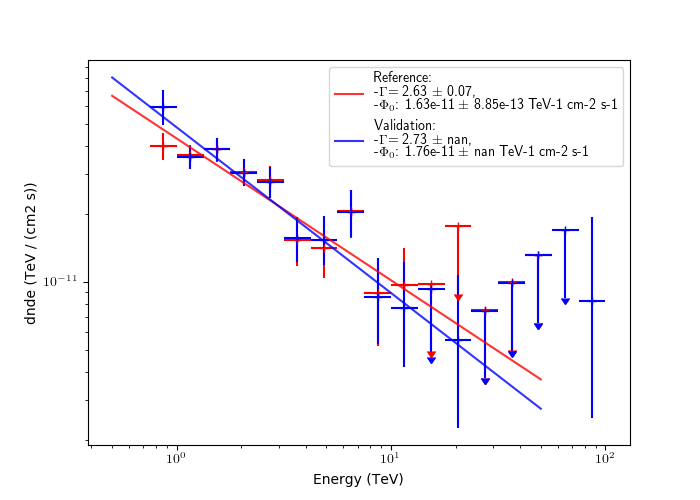 Reference:
-Γ= 2.63 ± 0.07,
-Φ₀: 1.63e-11 ± 8.85e-13 TeV-1 cm-2 s-1
Validation:
-Γ= 2.73 ± nan,
-Φ₀: 1.76e-11 ± nan TeV-1 cm-2 s-1
dnde (TeV / (cm2 s))
10⁻¹¹
10⁰ 10¹ 10²
Energy (TeV)